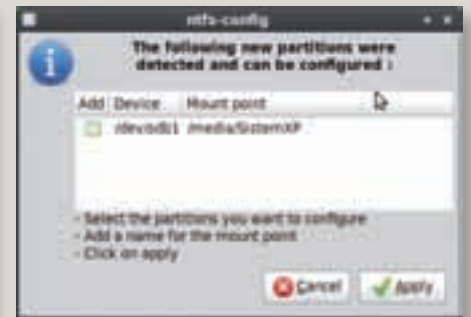 ntfs-config
The following new partitions were
detected and can be configured :
Add Device Mount point
/dev/sdb1 /media/SistemXP
- Select the partitions you want to configure
- Add a name for the mount point
- Click on apply
Cancel Apply